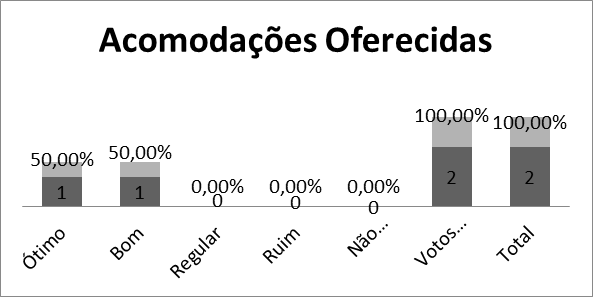 Acomodações Oferecidas
50,00% 50,00% 0,00% 0,00% 0,00% 100,00% 100,00%
1 1 0 0 0 2 2
Ótimo Bom Regular Ruim Não... Votos... Total